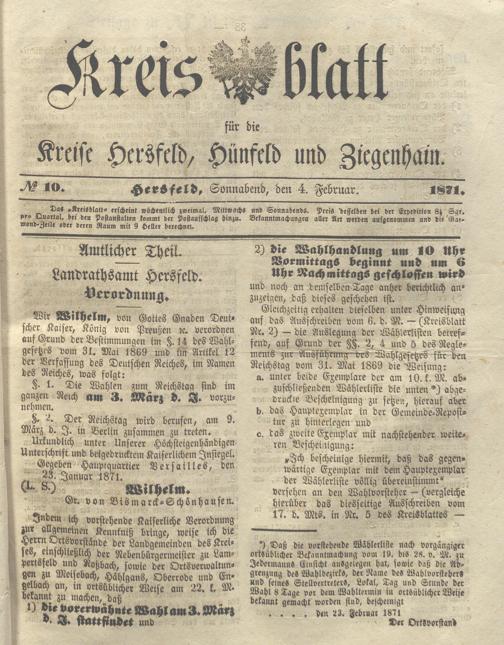 Kreis blatt
für die
Kreise Hersfeld, Hünfeld und Ziegenhain.
№ 10. Hersfeld, Sonnabend, den 4. Februar. 1871.
Das „Kreisblatt" erscheint wöchentlich zweimal, Mittwochs und Sonnabends. Preis desselben bei der Expedition 8¼ Sgr.
pro Quartal, bei den Postanstalten kommt der Postaufschlag hinzu. Bekanntmachungen aller Art werden aufgenommen und die Gar-
mond-Zeile oder deren Raum mit 9 Heller berechnet.
Amtlicher Theil.
Landrathsamt Hersfeld.
Verordnung.
Wir Wilhelm, von Gottes Gnaden Deut-
scher Kaiser, König von Preußen ꝛc. verordnen
auf Grund der Bestimmungen im §. 14 des Wahl-
gesetzes vom 31. Mai 1869 und im Artikel 12
der Verfassung des Deutschen Reiches, im Namen
des Reiches, was folgt:
§. 1. Die Wahlen zum Reichstag sind im
ganzen Reich am 3. März d. J. vorzu-
nehmen.
§. 2. Der Reichstag wird berufen, am 9.
März d. J. in Berlin zusammen zu treten.
Urkundlich unter Unserer Höchsteigenhändigen
Unterschrift und beigedrucktem Kaiserlichem Insiegel.
Gegeben Hauptquartier Versailles, den
23. Januar 1871.
(L. S.) Wilhelm.
Gr. von Bismarck-Schönhausen.
Indem ich vorstehende Kaiserliche Verordnung
zur allgemeinen Kenntniß bringe, weise ich die
Herrn Ortsvorstände der Landgemeinden des Krei-
ses, einschließlich der Nebenbürgermeister zu Lam-
pertsfeld und Roßbach, sowie der Ortsverwaltun-
gen zu Meisebach, Hählgans, Oberrode und En-
gelbach an, in ortsüblicher Weise am 22. k. M.
bekannt zu machen, daß
1) die vorerwähnte Wahl am 3. März
d. J. stattfindet und
2) die Wahlhandlung um 10 Uhr
Vormittags beginnt und um 6
Uhr Nachmittags geschlossen wird
und noch an demselben Tage anher berichtlich an-
zuzeigen, daß dieses geschehen ist.
Gleichzeitig erhalten dieselben unter Hinweisung
auf das Ausschreiben vom 6. d. M. — (Kreisblatt
Nr. 2) — die Auslegung der Wählerlisten betref-
fend, auf Grund der §§. 2, 4 und 5 des Regle-
ments zur Ausführung des Wahlgesetzes für den
Reichstag vom 31. Mai 1869 die Weisung:
a. unter beide Exemplare der am 10. k. M. ab-
zuschließenden Wählerliste die unten *) abge-
druckte Bescheinigung zu setzen, hierauf aber
b. das Hauptexemplar in der Gemeinde-Reposi-
tur zu hinterlegen und
c. das zweite Exemplar mit nachstehender weite-
ren Bescheinigung:
„Ich bescheinige hiermit, daß das gegen-
wärtige Exemplar mit dem Hauptexemplar
der Wählerliste völlig übereinstimmt"
versehen an den Wahlvorsteher — (vergleiche
hierüber das diesseitige Ausschreiben vom
17. d. Mts. in Nr. 5 des Kreisblattes —
*) Daß die vorstehende Wählerliste nach vorgängiger
ortsüblicher Bekanntmachung vom 19. bis 26. v. M. zu
Jedermanns Einsicht ausgelegen hat, sowie daß die Ab-
grenzung des Wahlbezirks, der Name des Wahlvorstehers
und seines Stellvertreters, Lokal, Tag und Stunde der
Wahl 8 Tage vor dem Wahltermin in ortsüblicher Weise
bekannt gemacht worden sind, bescheinigt
. . . . , den 23. Februar 1871
Der Ortsvorstand